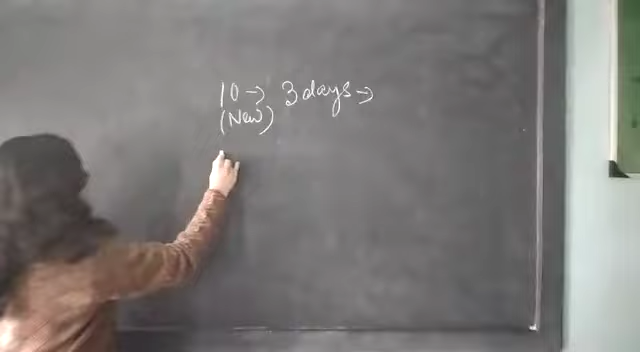 10 → 3 days →
(New)